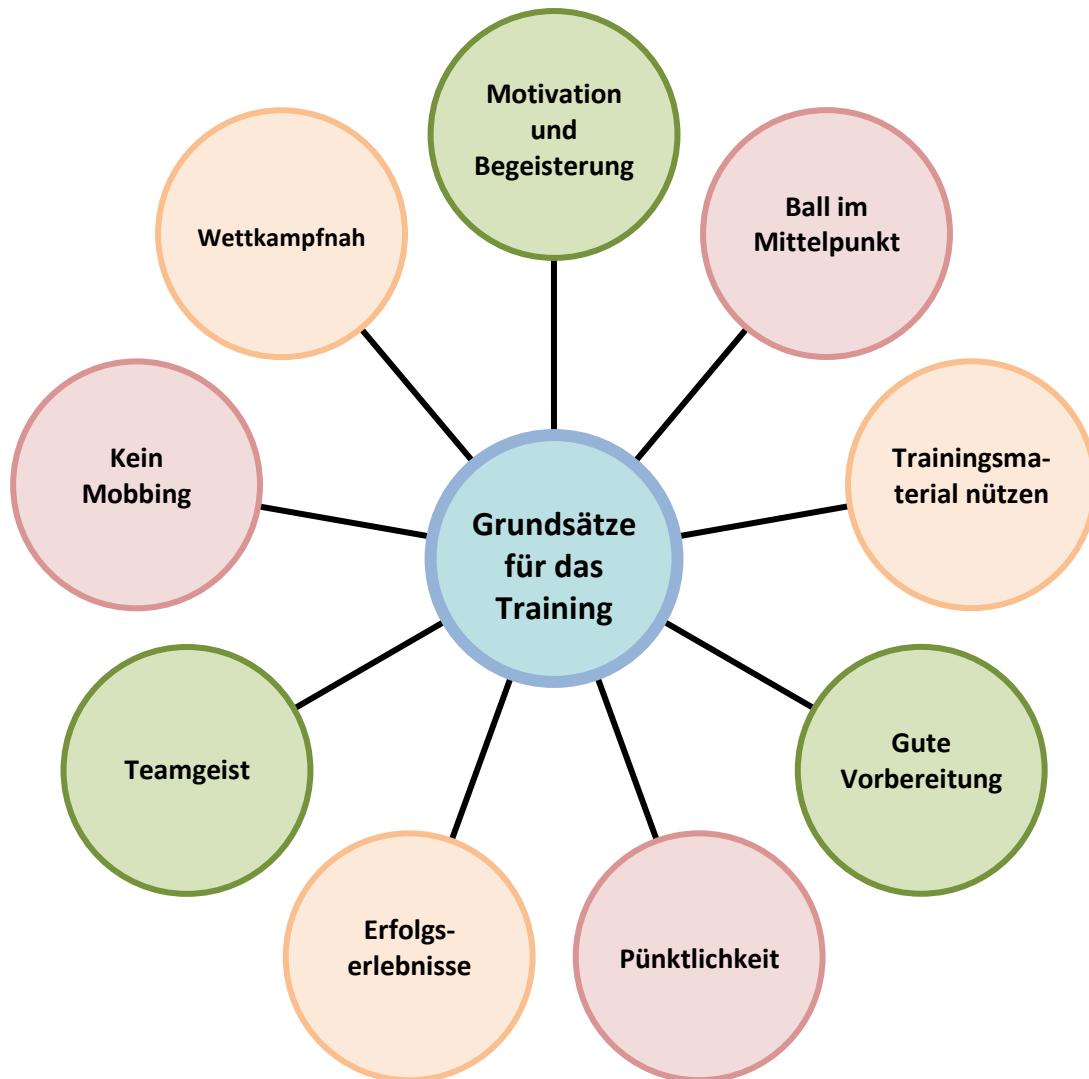 Motivation
und
Begeisterung
Ball im
Mittelpunkt
Wettkampfnah
Trainingsma-
terial nützen
Kein
Mobbing
Grundsätze
für das
Training
Gute
Vorbereitung
Teamgeist
Erfolgs-
erlebnisse
Pünktlichkeit